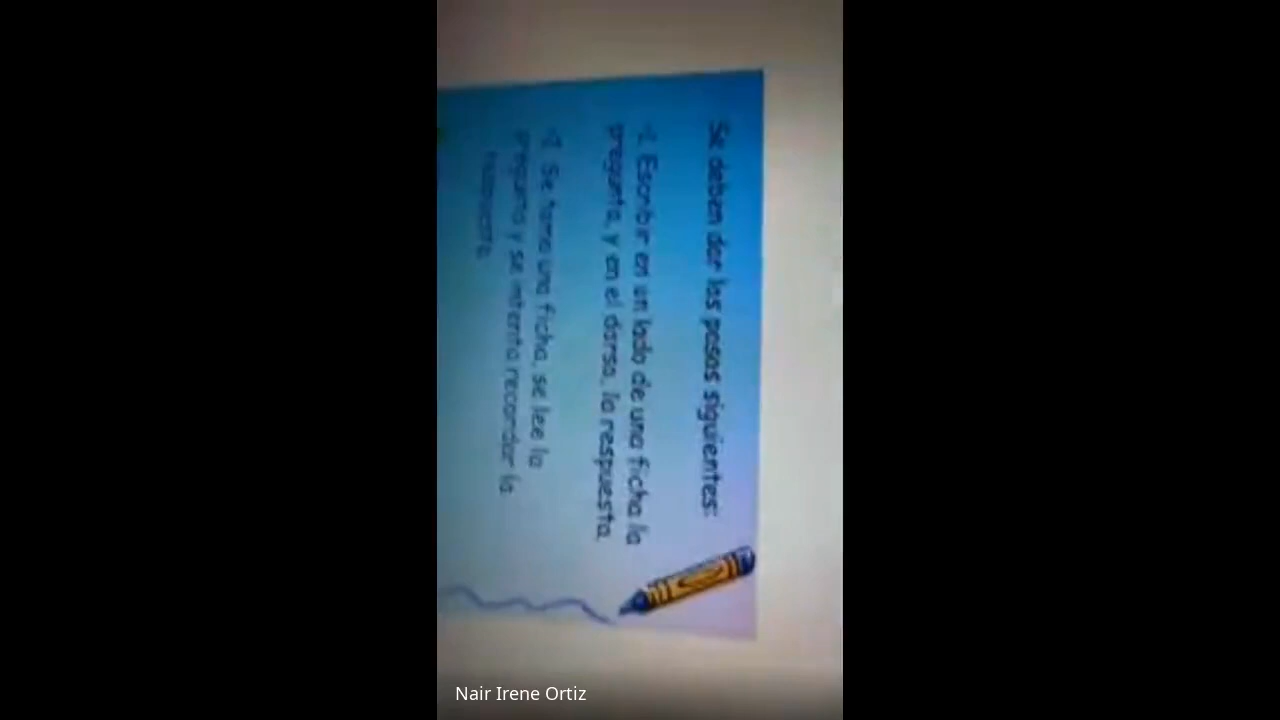 Se deben dar los pasos siguientes:
-1. Escribir en un lado de una ficha la
pregunta, y en el dorso, la respuesta.
-2. Se toma una ficha, se lee la
pregunta y se intenta recordar la
respuesta.
Nair Irene Ortiz